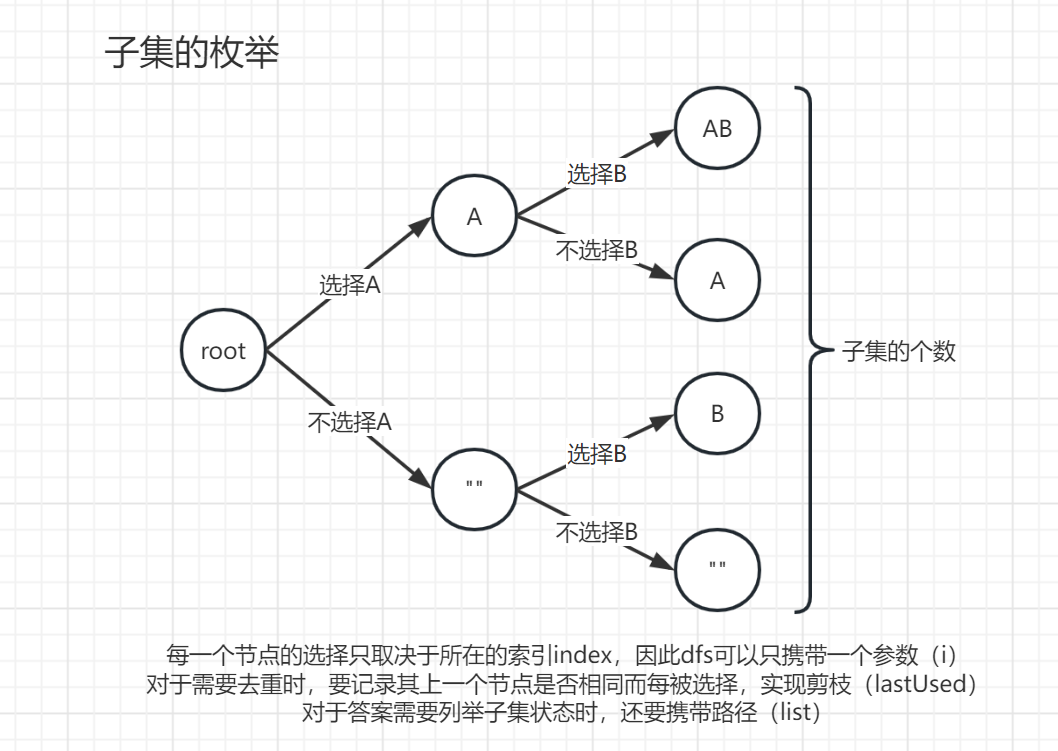 子集的枚举
AB
选择B
A
不选择B
选择A
A
root
子集的个数
不选择A
B
选择B
""
不选择B
""
每一个节点的选择只取决于所在的索引index，因此dfs可以只携带一个参数（i）
对于需要去重时，要记录其上一个节点是否相同而每被选择，实现剪枝（lastUsed）
对于答案需要列举子集状态时，还要携带路径（list）